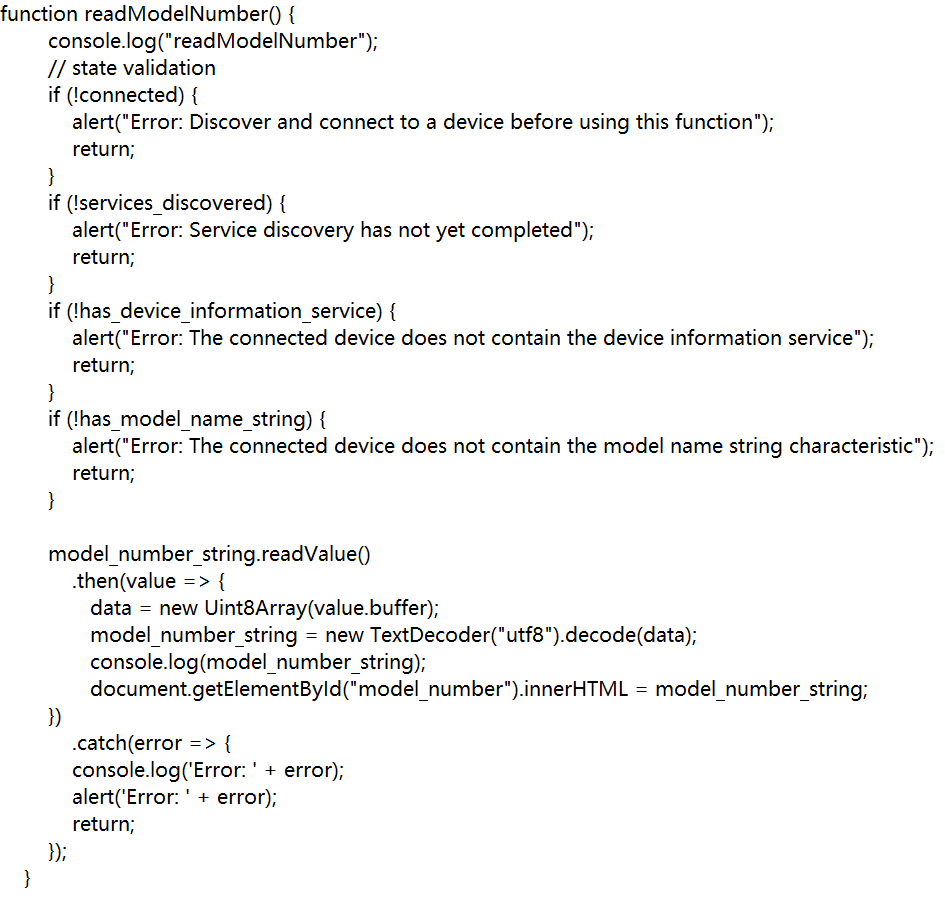 function readModelNumber() {
console.log("readModelNumber");
// state validation
if (!connected) {
alert("Error: Discover and connect to a device before using this function");
return;
}
if (!services_discovered) {
alert("Error: Service discovery has not yet completed");
return;
}
if (!has_device_information_service) {
alert("Error: The connected device does not contain the device information service");
return;
}
if (!has_model_name_string) {
alert("Error: The connected device does not contain the model name string characteristic");
return;
}
model_number_string.readValue()
.then(value => {
data = new Uint8Array(value.buffer);
model_number_string = new TextDecoder("utf8").decode(data);
console.log(model_number_string);
document.getElementById("model_number").innerHTML = model_number_string;
})
.catch(error => {
console.log('Error: ' + error);
alert('Error: ' + error);
return;
});
}